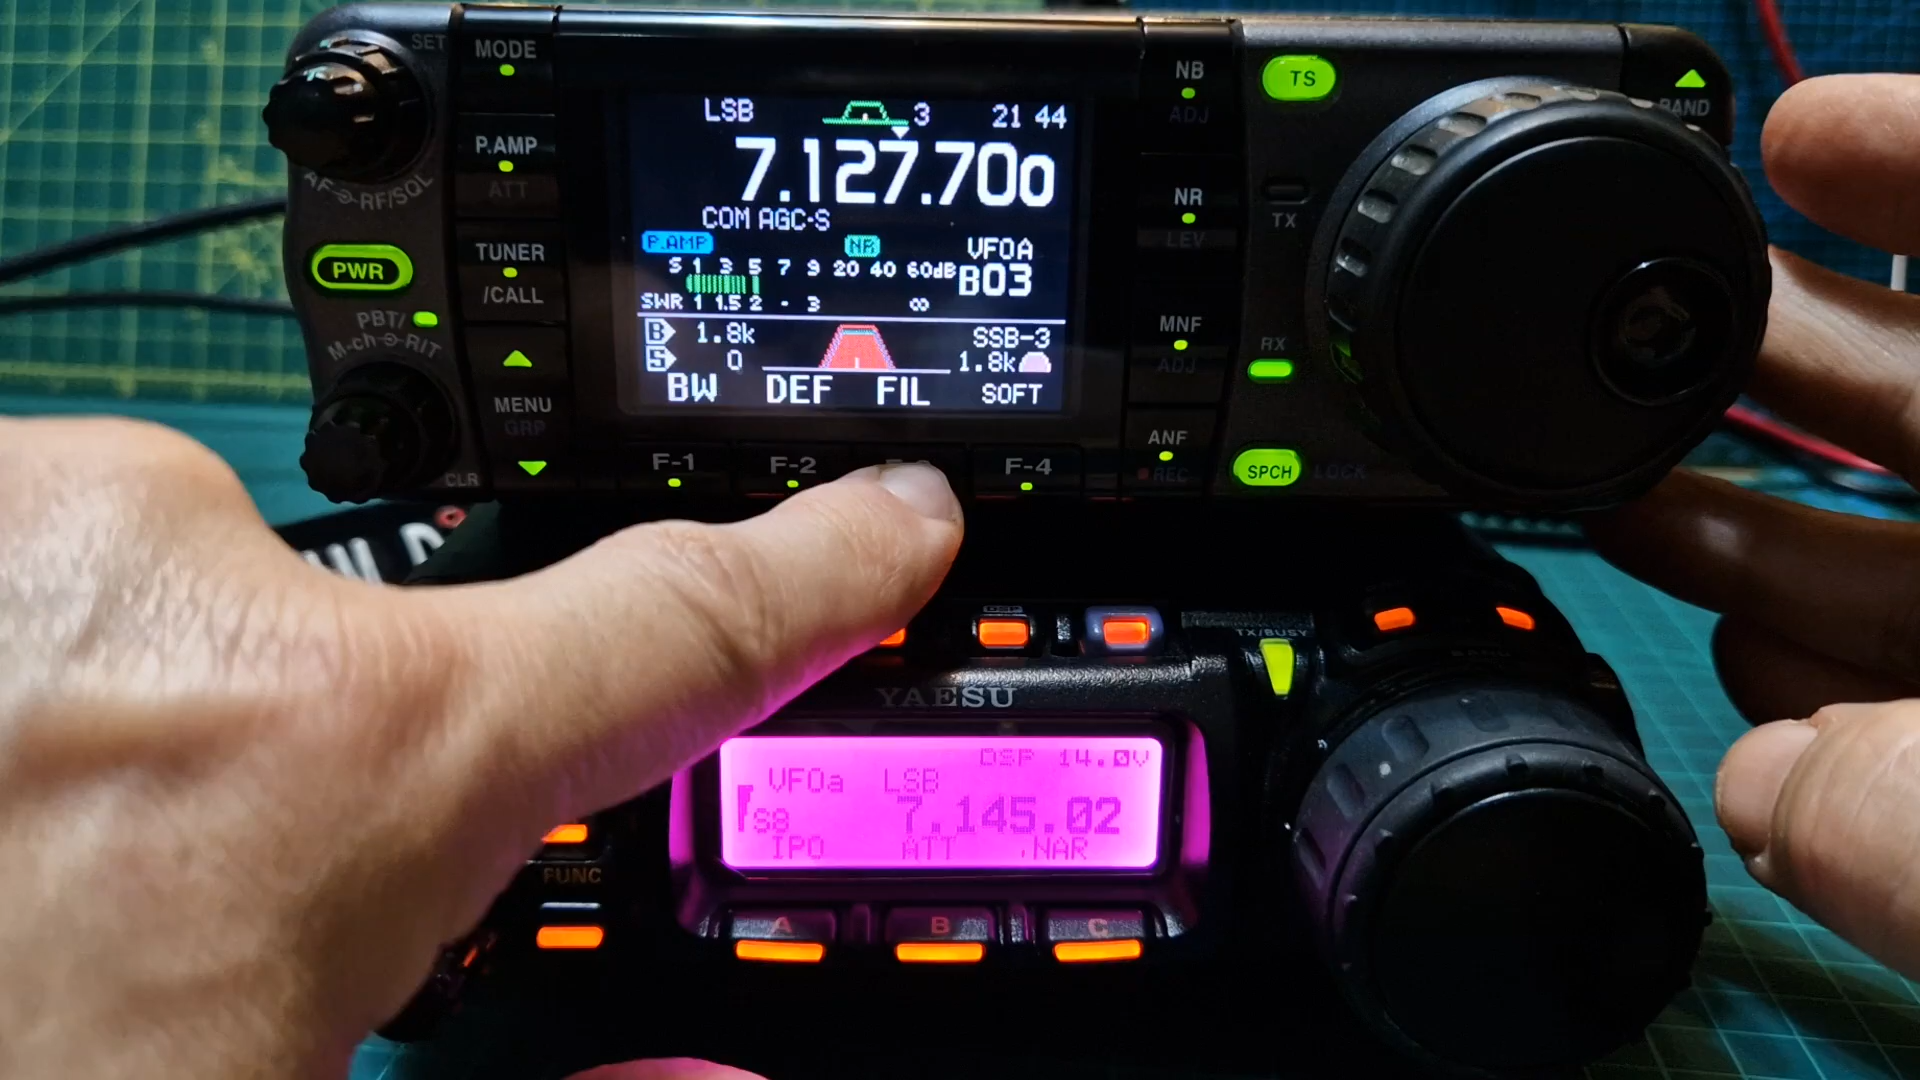 SET
MODE
P.AMP
ATT
AF RF/SQL
PWR
TUNER
/CALL
PBT/
M-ch RIT
MENU
GRP
CLR
LSB 3 21 44
7.127.700
COM AGC-S
P.AMP NR VFOA
S 1 3 5 7 9 20 40 60dB B03
SWR 1 1.5 2 - 3 ∞
B 1.8k SSB-3
S 0 1.8k
BW DEF FIL SOFT
F-1 F-2 F-4
NB
ADJ
NR
LEV
MNF
ADJ
ANF
REC
TS
TX
RX
SPCH LOCK
BAND
DSP
TX/BUSY
YAESU
DSP 14.0V
VFOa LSB
S8 7.145.02
IPO ATT NAR
FUNC
A B C